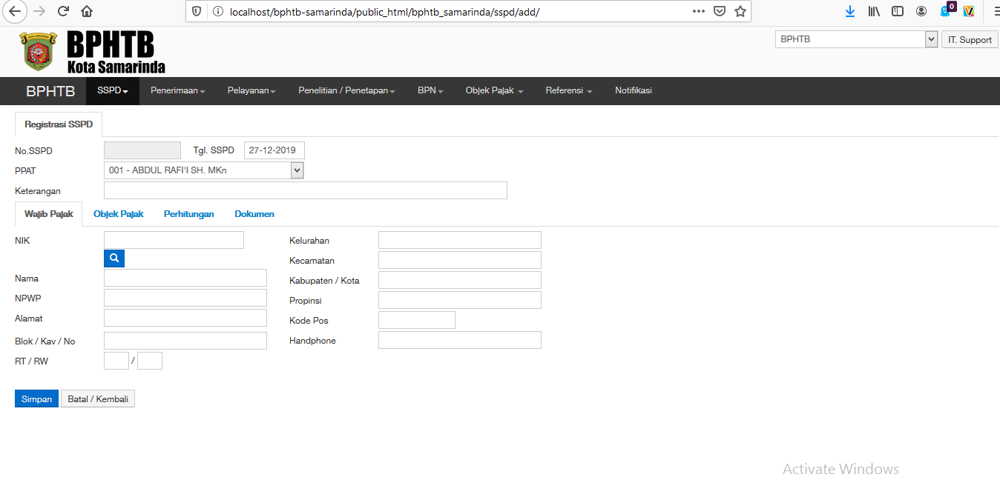 localhost/bphtb-samarinda/public_html/bphtb_samarinda/sspd/add/
0
BPHTB
Kota Samarinda
BPHTB
IT. Support
BPHTB SSPD Penerimaan Pelayanan Penelitian / Penetapan BPN Objek Pajak Referensi Notifikasi
Registrasi SSPD
No.SSPD Tgl. SSPD 27-12-2019
PPAT 001 - ABDUL RAFI'I SH. MKn
Keterangan
Wajib Pajak Objek Pajak Perhitungan Dokumen
NIK Kelurahan
Kecamatan
Nama Kabupaten / Kota
NPWP Propinsi
Alamat Kode Pos
Blok / Kav / No Handphone
RT / RW /
Simpan Batal / Kembali
Activate Windows